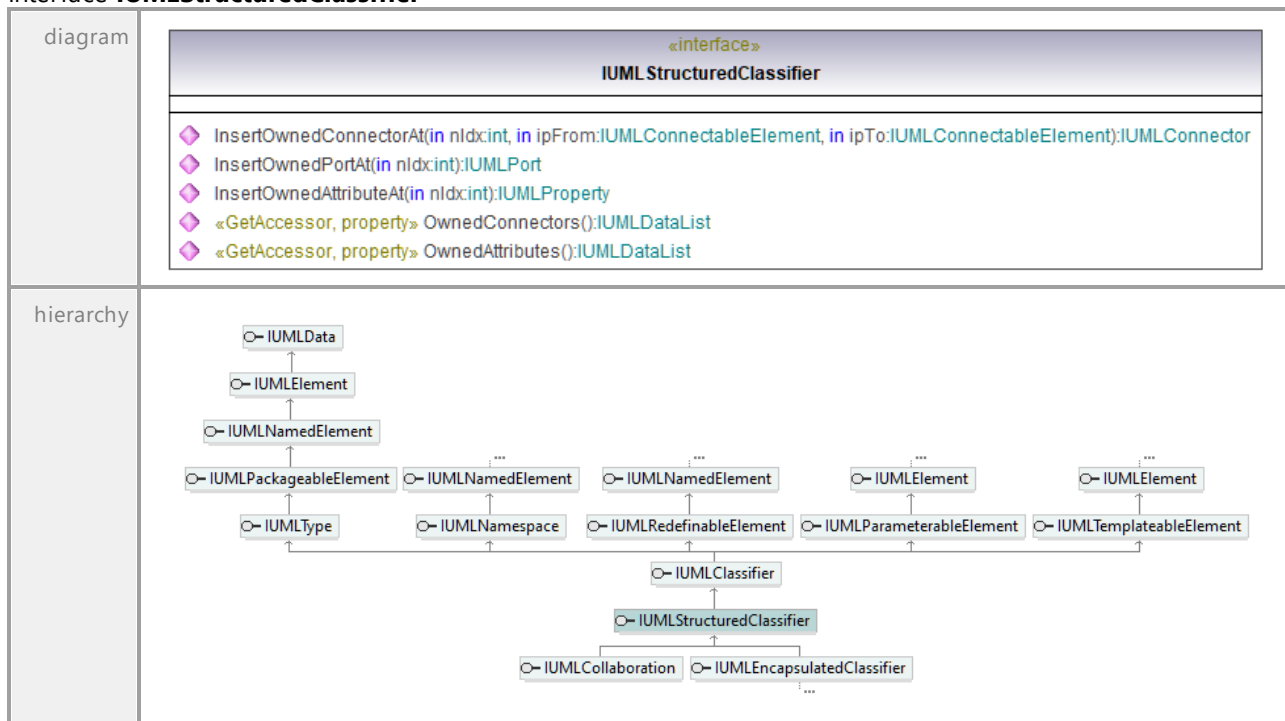 interface IUMLStructuredClassifier
diagram
«interface»
IUMLStructuredClassifier
InsertOwnedConnectorAt(in nIdx:int, in ipFrom:IUMLConnectableElement, in ipTo:IUMLConnectableElement):IUMLConnector
InsertOwnedPortAt(in nIdx:int):IUMLPort
InsertOwnedAttributeAt(in nIdx:int):IUMLProperty
«GetAccessor, property» OwnedConnectors():IUMLDataList
«GetAccessor, property» OwnedAttributes():IUMLDataList
hierarchy
IUMLData
IUMLElement
IUMLNamedElement
... ... ... ...
IUMLPackageableElement IUMLNamedElement IUMLNamedElement IUMLElement IUMLElement
IUMLType IUMLNamespace IUMLRedefinableElement IUMLParameterableElement IUMLTemplateableElement
IUMLClassifier
IUMLStructuredClassifier
IUMLCollaboration IUMLEncapsulatedClassifier
...